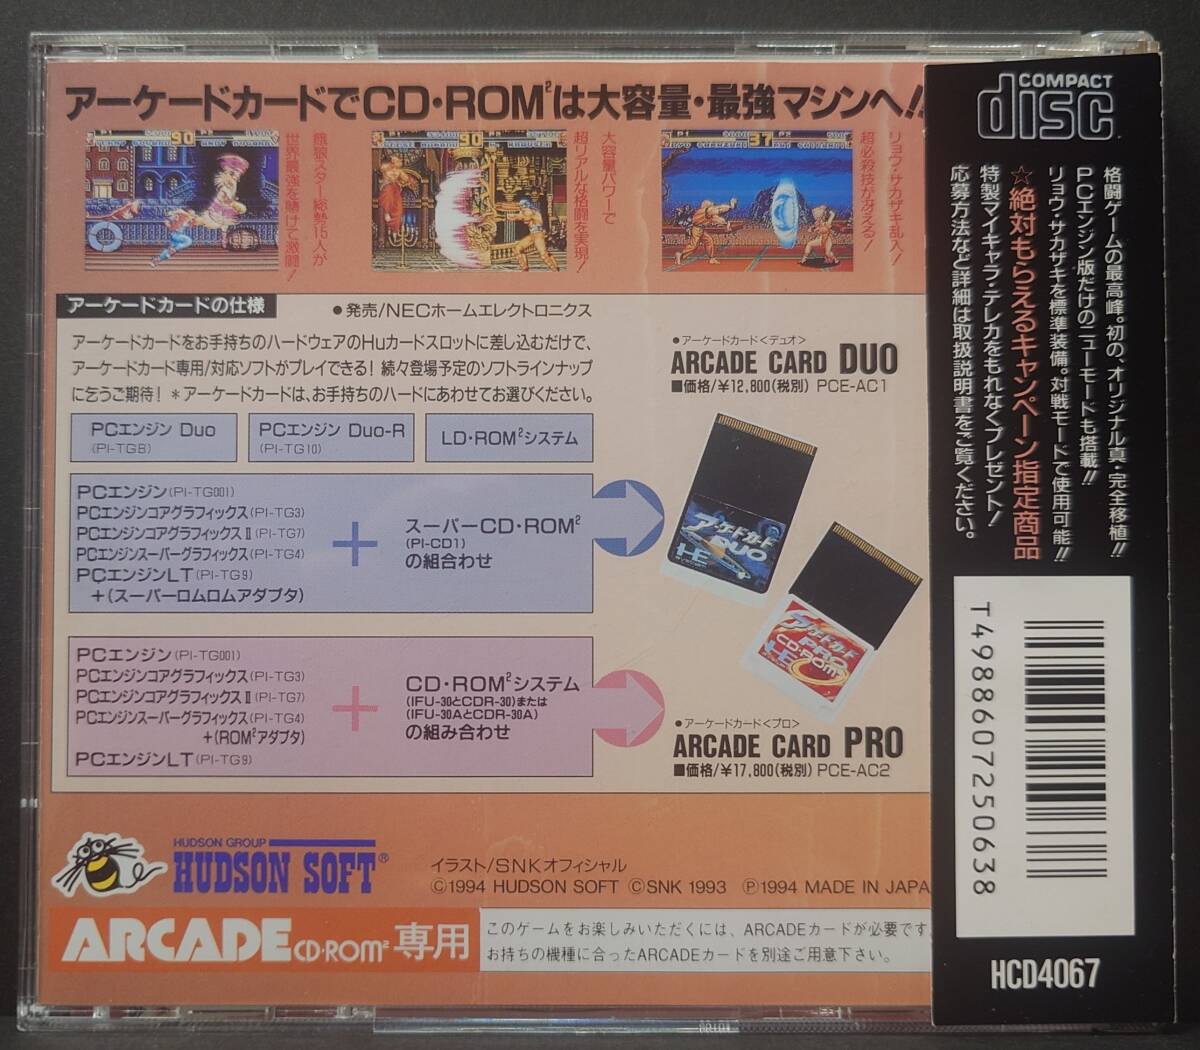 アーケードカードでCD・ROM²は大容量・最強マシンへ!!
餓狼スター総勢15人が
世界最強を賭けて激闘!
大容量パワーで
超リアルな格闘を実現!
リョウ・サカザキ乱入!
超必殺技が冴える!
アーケードカードの仕様
●発売/NECホームエレクトロニクス
アーケードカードをお手持ちのハードウェアのHuカードスロットに差し込むだけで、
アーケードカード専用/対応ソフトがプレイできる! 続々登場予定のソフトラインナップ
に乞うご期待! *アーケードカードは、お手持ちのハードにあわせてお選びください。
PCエンジン Duo
(PI-TG8)
PCエンジン Duo-R
(PI-TG10)
LD-ROM²システム
PCエンジン(PI-TG001)
PCエンジンコアグラフィックス(PI-TG3)
PCエンジンコアグラフィックスⅡ(PI-TG7)
PCエンジンスーパーグラフィックス(PI-TG4)
PCエンジンLT(PI-TG9)
+(スーパーロムロムアダプタ)
+
スーパーCD・ROM²
(PI-CD1)
の組合わせ
PCエンジン(PI-TG001)
PCエンジンコアグラフィックス(PI-TG3)
PCエンジンコアグラフィックスⅡ(PI-TG7)
PCエンジンスーパーグラフィックス(PI-TG4)
+(ROM²アダプタ)
PCエンジンLT(PI-TG9)
+
CD・ROM²システム
(IFU-30とCDR-30)または
(IFU-30AとCDR-30A)
の組み合わせ
●アーケードカード<デュオ>
ARCADE CARD DUO
■価格/¥12,800(税別) PCE-AC1
アーケードカード
DUO
HE
アーケードカード
PRO
CD-ROM²
HE
●アーケードカード<プロ>
ARCADE CARD PRO
■価格/¥17,800(税別) PCE-AC2
HUDSON GROUP
HUDSON SOFT®
イラスト/SNKオフィシャル
©1994 HUDSON SOFT ©SNK 1993 Ⓟ1994 MADE IN JAPA
ARCADE CD-ROM² 専用
このゲームをお楽しみいただくには、ARCADEカードが必要です
お持ちの機種に合ったARCADEカードを別途ご用意下さい。
COMPACT
disc
格闘ゲームの最高峰。初の、オリジナル真・完全移植!!
PCエンジン版だけのニューモードも搭載!!
リョウ・サカザキを標準装備。対戦モードで使用可能!!
☆絶対もらえるキャンペーン指定商品
特製マイキャラ・テレカをもれなくプレゼント!
応募方法など詳細は取扱説明書をご覧ください。
T4988607250638
HCD4067